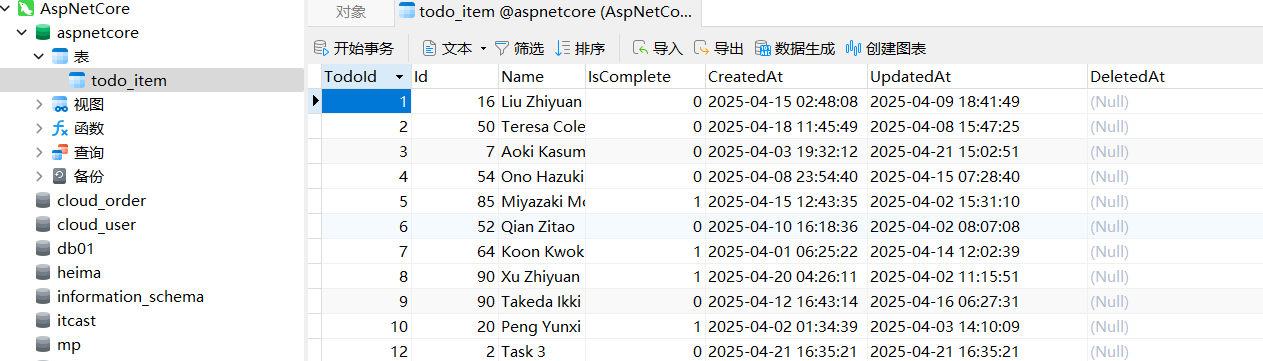 AspNetCore
aspnetcore
表
todo_item
视图
函数
查询
备份
cloud_order
cloud_user
db01
heima
information_schema
itcast
mp
对象 todo_item @aspnetcore (AspNetCo...
开始事务 文本 筛选 排序 导入 导出 数据生成 创建图表
TodoId Id Name IsComplete CreatedAt UpdatedAt DeletedAt
1 16 Liu Zhiyuan 0 2025-04-15 02:48:08 2025-04-09 18:41:49 (Null)
2 50 Teresa Cole 0 2025-04-18 11:45:49 2025-04-08 15:47:25 (Null)
3 7 Aoki Kasum 0 2025-04-03 19:32:12 2025-04-21 15:02:51 (Null)
4 54 Ono Hazuki 0 2025-04-08 23:54:40 2025-04-15 07:28:40 (Null)
5 85 Miyazaki Mo 1 2025-04-15 12:43:35 2025-04-02 15:31:10 (Null)
6 52 Qian Zitao 0 2025-04-10 16:18:36 2025-04-02 08:07:08 (Null)
7 64 Koon Kwok 1 2025-04-01 06:25:22 2025-04-14 12:02:39 (Null)
8 90 Xu Zhiyuan 1 2025-04-20 04:26:11 2025-04-02 11:15:51 (Null)
9 90 Takeda Ikki 0 2025-04-12 16:43:14 2025-04-16 06:27:31 (Null)
10 20 Peng Yunxi 1 2025-04-02 01:34:39 2025-04-03 14:10:09 (Null)
12 2 Task 3 0 2025-04-21 16:35:21 2025-04-21 16:35:21 (Null)